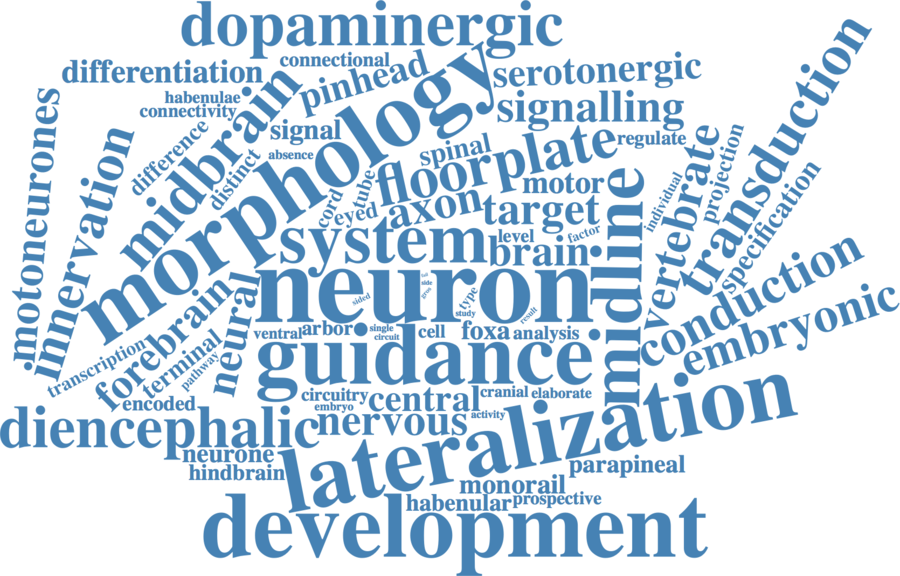 dopaminergic
connectional
differentiation
pinhead
serotonergic
habenulae
connectivity
signalling
signal
morphology
midbrain
transduction
motoneurones
innervation
difference
distinct
absence
spinal
floorplate
regulate
vertebrate
projection
individual
specification
tube
cord
eyed
axon
motor
target
system
level
factor
brain
midline
neuron
sided
side
type
study
result
conduction
embryonic
forebrain
neural
ventral
arbor
single
circuit
cell
foxa
analysis
transcription
terminal
pathway
guidance
encoded
circuitry
embryo
central
cranial
elaborate
activity
diencephalic
nervous
lateralization
neurone
hindbrain
parapineal
monorail
habenular
prospective
development